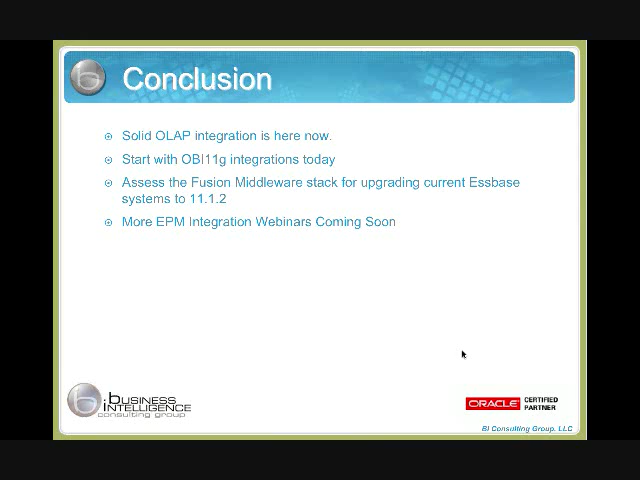 Conclusion
Solid OLAP integration is here now.
Start with OBI11g integrations today
Assess the Fusion Middleware stack for upgrading current Essbase
systems to 11.1.2
More EPM Integration Webinars Coming Soon
BUSINESS
INTELLIGENCE
consulting group
ORACLE CERTIFIED
PARTNER
BI Consulting Group, LLC